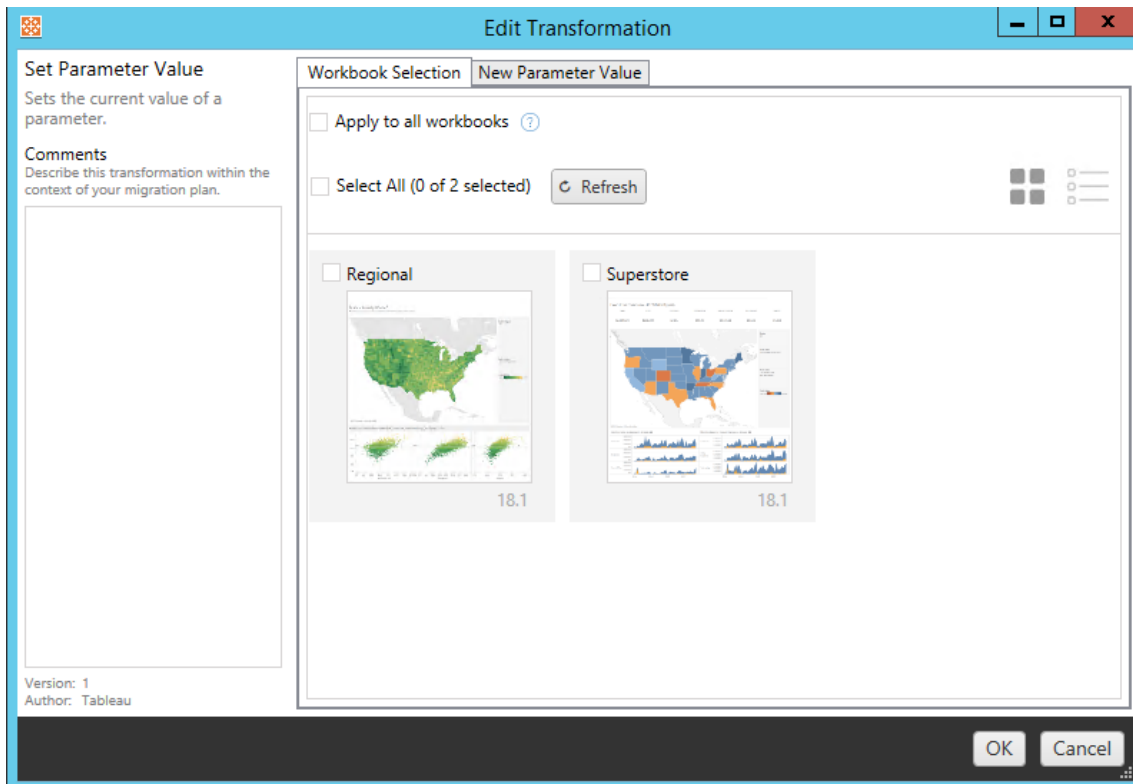 Edit Transformation
Set Parameter Value
Sets the current value of a
parameter.
Comments
Describe this transformation within the
context of your migration plan.
Version: 1
Author: Tableau
Workbook Selection
New Parameter Value
Apply to all workbooks ?
Select All (0 of 2 selected)
Refresh
Regional
18.1
Superstore
18.1
OK
Cancel